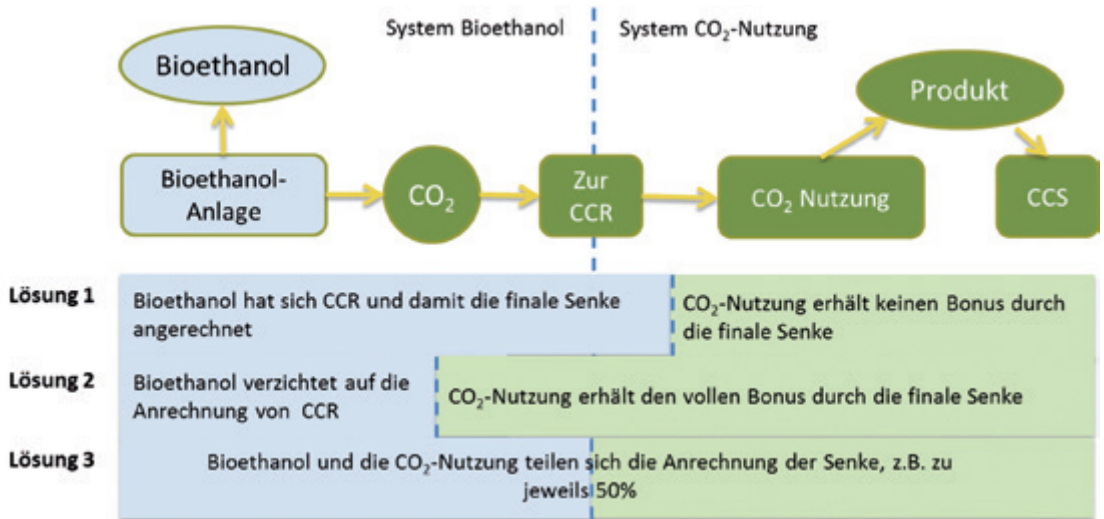 System Bioethanol
System CO₂-Nutzung
Bioethanol
Produkt
Bioethanol-
Anlage
CO₂
Zur
CCR
CO₂ Nutzung
CCS
Lösung 1
Bioethanol hat sich CCR und damit die finale Senke
angerechnet
CO₂-Nutzung erhält keinen Bonus durch
die finale Senke
Lösung 2
Bioethanol verzichtet auf die
Anrechnung von CCR
CO₂-Nutzung erhält den vollen Bonus durch die finale Senke
Lösung 3
Bioethanol und die CO₂-Nutzung teilen sich die Anrechnung der Senke, z.B. zu
jeweils 50%